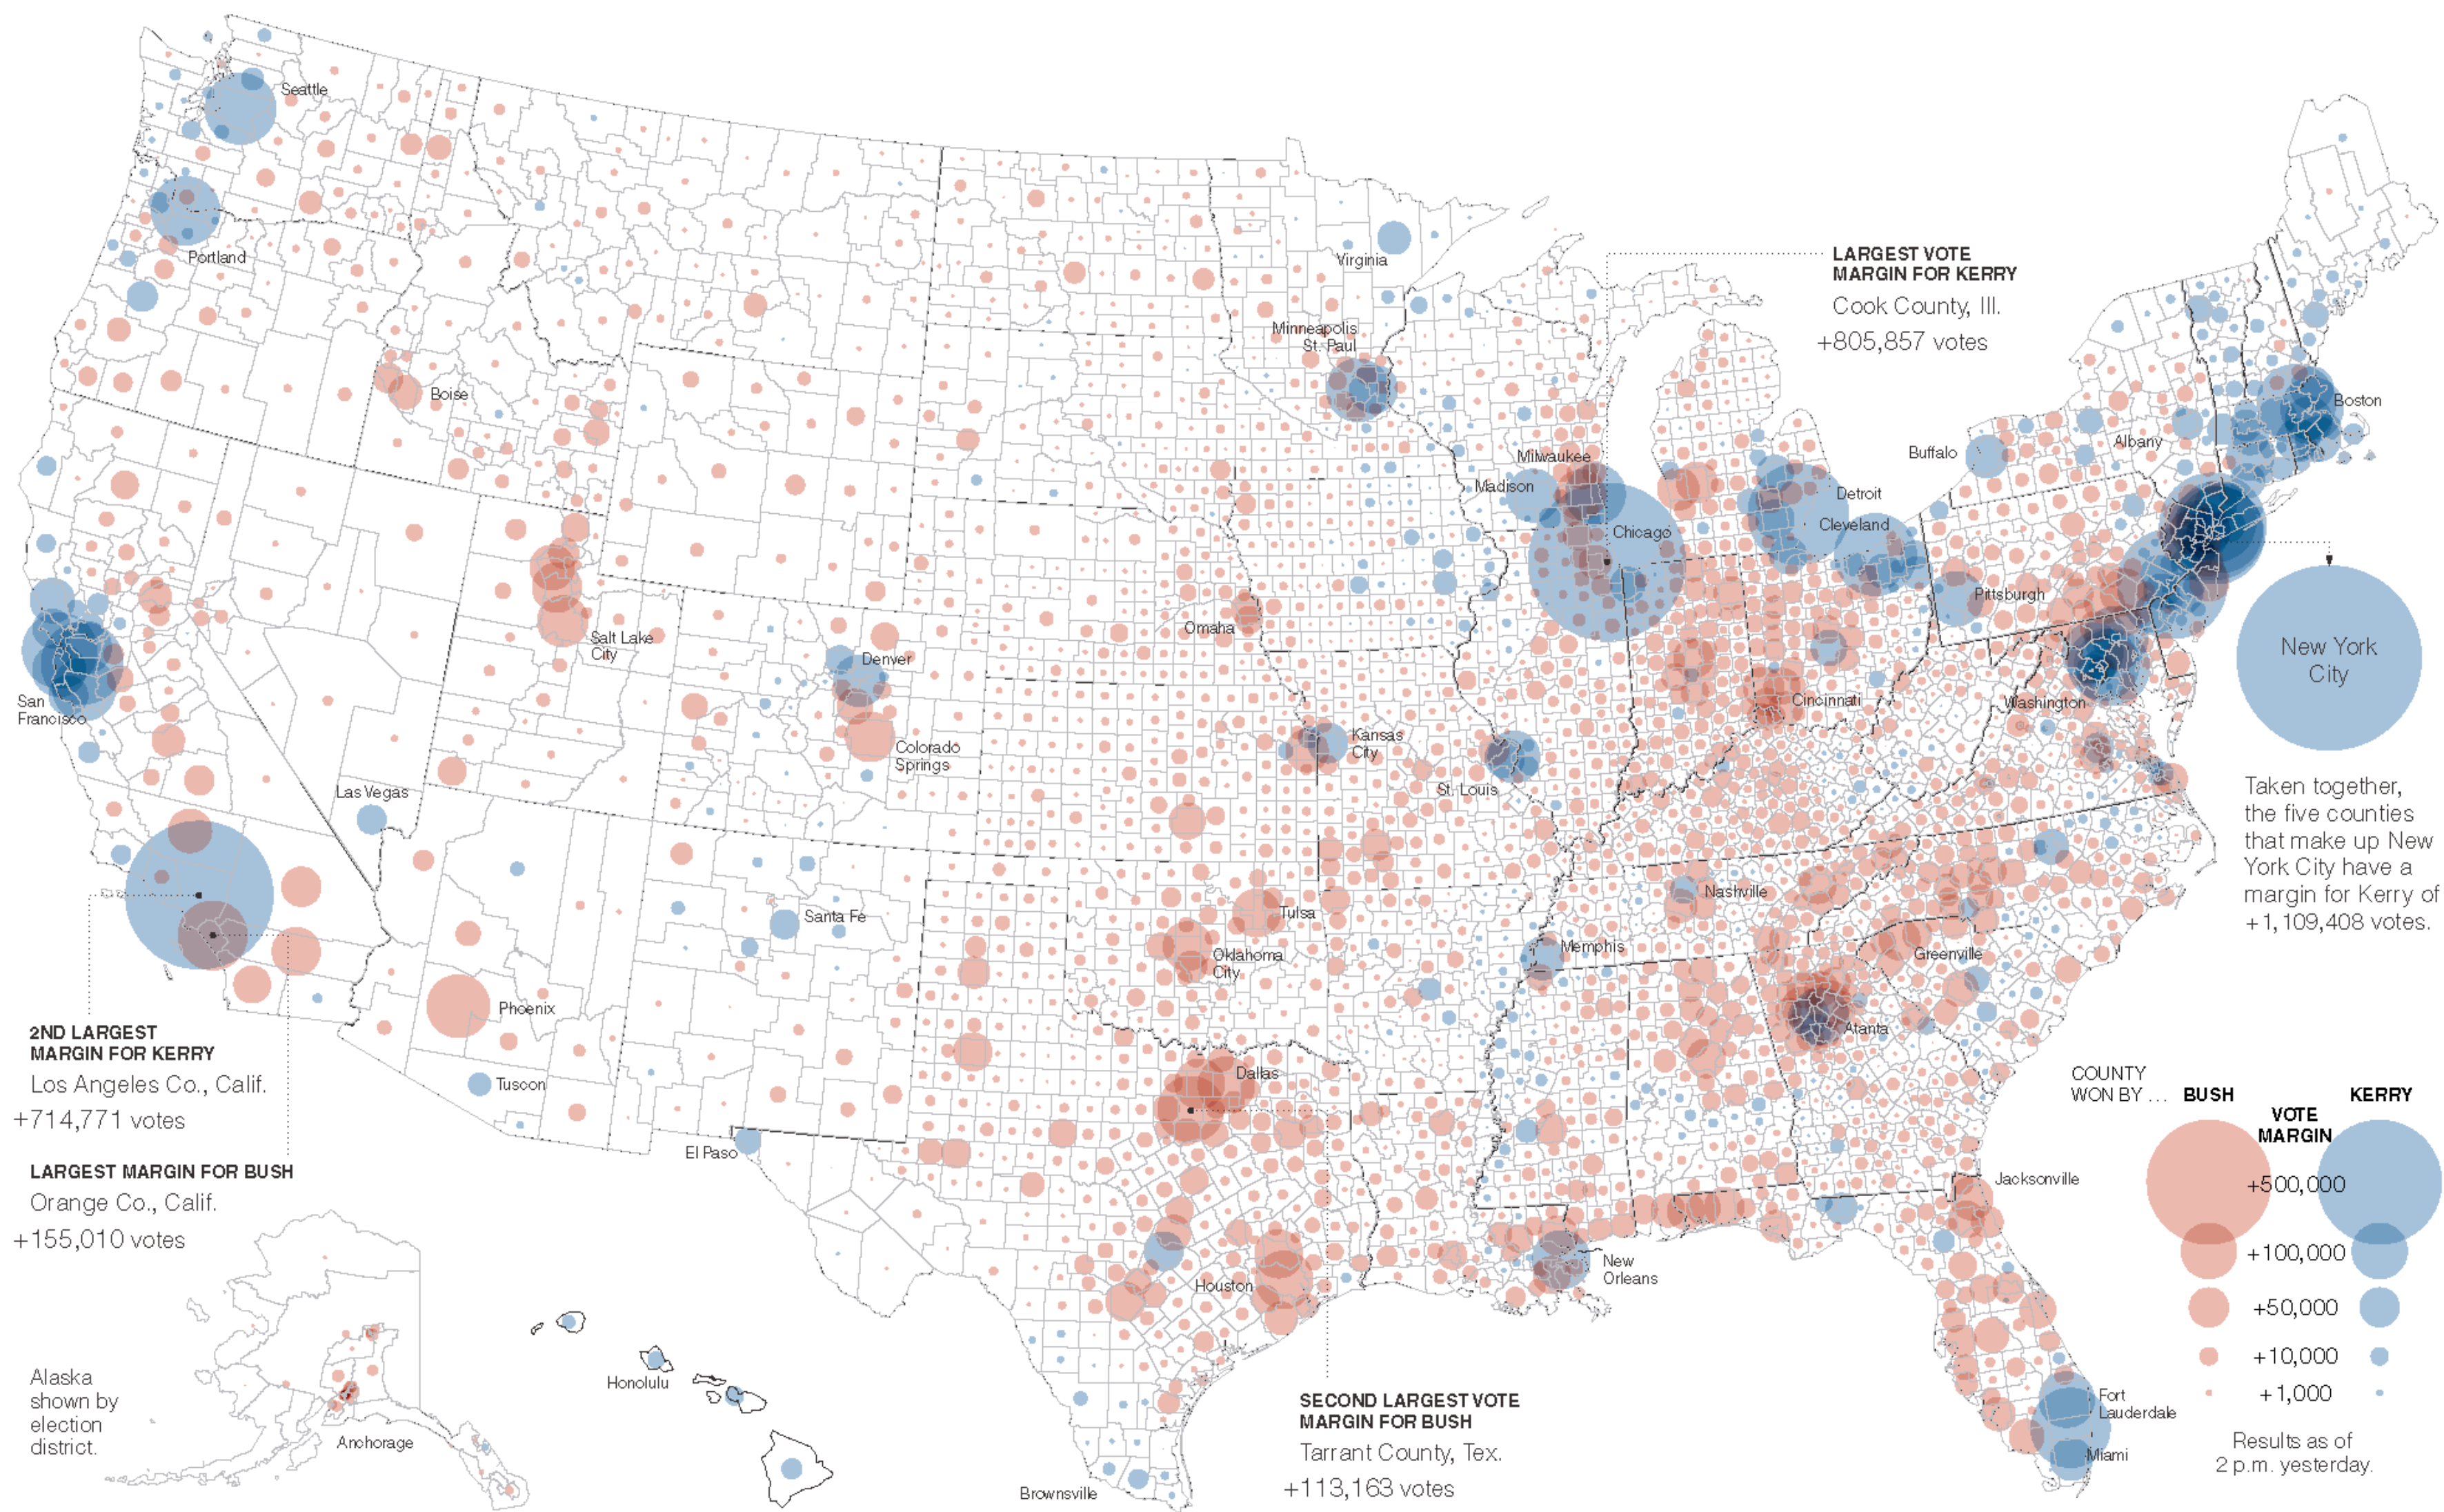 Seattle
Portland
Virginia
LARGEST VOTE
MARGIN FOR KERRY
Cook County, Ill.
+805,857 votes
Minneapolis
St. Paul
Boise
Boston
Albany
Buffalo
Milwaukee
Madison
Detroit
Cleveland
Chicago
Pittsburgh
New York
City
Omaha
Salt Lake
City
Denver
San
Francisco
Cincinnati
Washington
Kansas
City
Colorado
Springs
St. Louis
Las Vegas
Taken together,
the five counties
that make up New
York City have a
margin for Kerry of
+1,109,408 votes.
Nashville
Tulsa
Santa Fe
Memphis
Oklahoma
City
Greenville
Phoenix
Atanta
2ND LARGEST
MARGIN FOR KERRY
Los Angeles Co., Calif.
+714,771 votes
Tuscon
Dallas
El Paso
LARGEST MARGIN FOR BUSH
Orange Co., Calif.
+155,010 votes
COUNTY
WON BY ...
BUSH
VOTE
MARGIN
KERRY
+500,000
+100,000
+50,000
+10,000
+1,000
Results as of
2 p.m. yesterday.
Jacksonville
New
Orleans
Houston
Fort
Lauderdale
Miami
Alaska
shown by
election
district.
Anchorage
Honolulu
SECOND LARGEST VOTE
MARGIN FOR BUSH
Tarrant County, Tex.
+113,163 votes
Brownsville